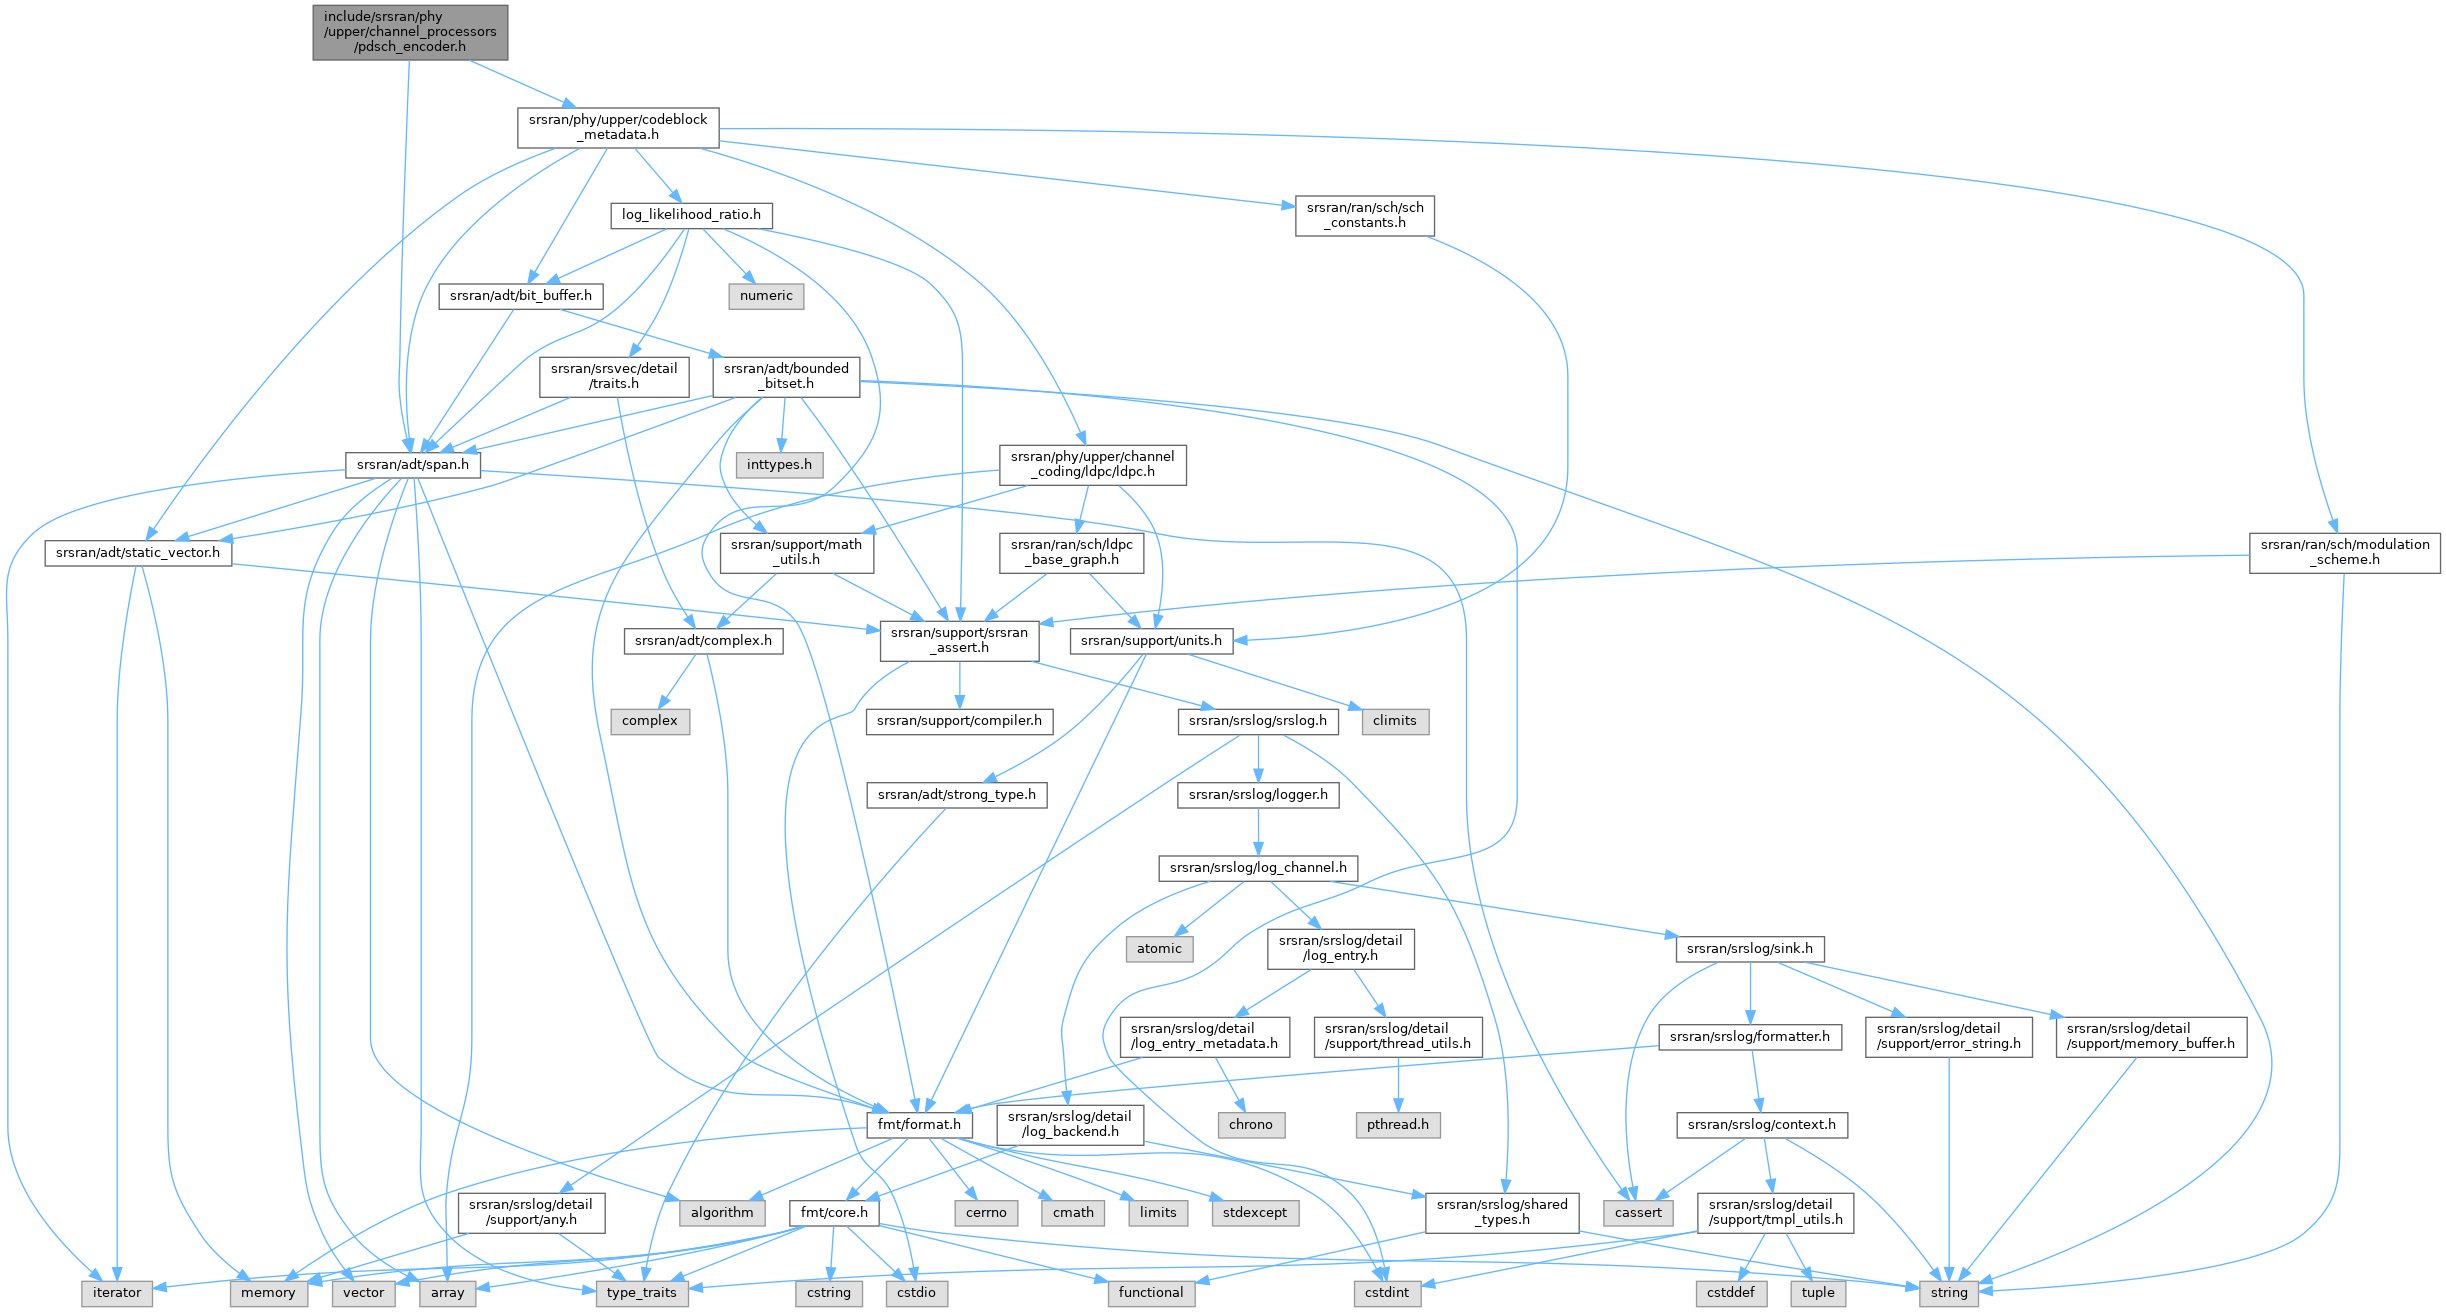 include/srsran/phy
/upper/channel_processors
/pdsch_encoder.h
srsran/phy/upper/codeblock
_metadata.h
srsran/ran/sch/sch
_constants.h
log_likelihood_ratio.h
srsran/adt/bit_buffer.h
numeric
srsran/srsvec/detail
/traits.h
srsran/adt/bounded
_bitset.h
srsran/adt/span.h
inttypes.h
srsran/phy/upper/channel
_coding/ldpc/ldpc.h
srsran/adt/static_vector.h
srsran/support/math
_utils.h
srsran/ran/sch/ldpc
_base_graph.h
srsran/ran/sch/modulation
_scheme.h
srsran/adt/complex.h
srsran/support/srsran
_assert.h
srsran/support/units.h
complex
srsran/support/compiler.h
srsran/srslog/srslog.h
climits
srsran/adt/strong_type.h
srsran/srslog/logger.h
srsran/srslog/log_channel.h
atomic
srsran/srslog/detail
/log_entry.h
srsran/srslog/sink.h
srsran/srslog/detail
/log_entry_metadata.h
srsran/srslog/detail
/support/thread_utils.h
srsran/srslog/formatter.h
srsran/srslog/detail
/support/error_string.h
srsran/srslog/detail
/support/memory_buffer.h
fmt/format.h
srsran/srslog/detail
/log_backend.h
chrono
pthread.h
srsran/srslog/context.h
srsran/srslog/detail
/support/any.h
algorithm
fmt/core.h
cerrno
cmath
limits
stdexcept
srsran/srslog/shared
_types.h
cassert
srsran/srslog/detail
/support/tmpl_utils.h
iterator
memory
vector
array
type_traits
cstring
cstdio
functional
cstdint
cstddef
tuple
string